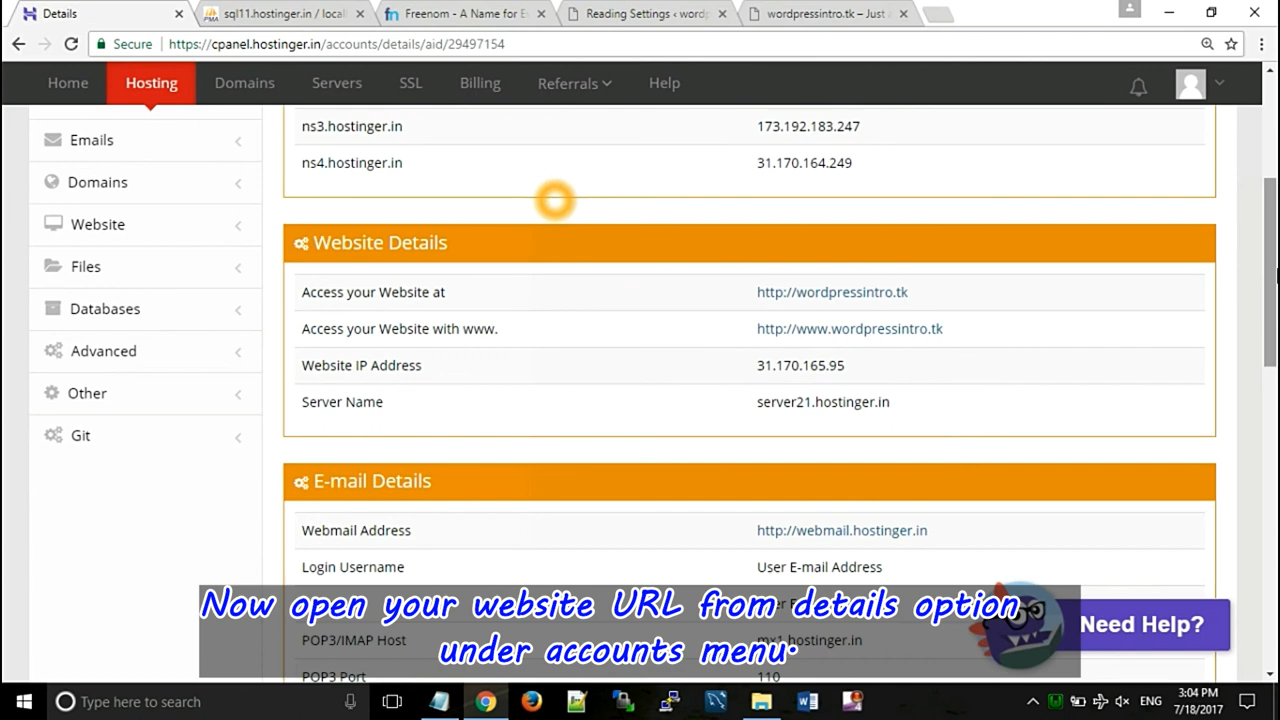 Details
sql11.hostinger.in / local
Freenom - A Name for E
Reading Settings ‹ wordp
wordpressintro.tk – Just
Secure https://cpanel.hostinger.in/accounts/details/aid/29497154
Home Hosting Domains Servers SSL Billing Referrals Help
Emails
Domains
Website
Files
Databases
Advanced
Other
Git
ns3.hostinger.in 173.192.183.247
ns4.hostinger.in 31.170.164.249
Website Details
Access your Website at http://wordpressintro.tk
Access your Website with www. http://www.wordpressintro.tk
Website IP Address 31.170.165.95
Server Name server21.hostinger.in
E-mail Details
Webmail Address http://webmail.hostinger.in
Login Username User E-mail Address
POP3/IMAP Host mx1.hostinger.in
POP3 Port 110
Now open your website URL from details option
under accounts menu.
Need Help?
Type here to search
ENG
3:04 PM
7/18/2017